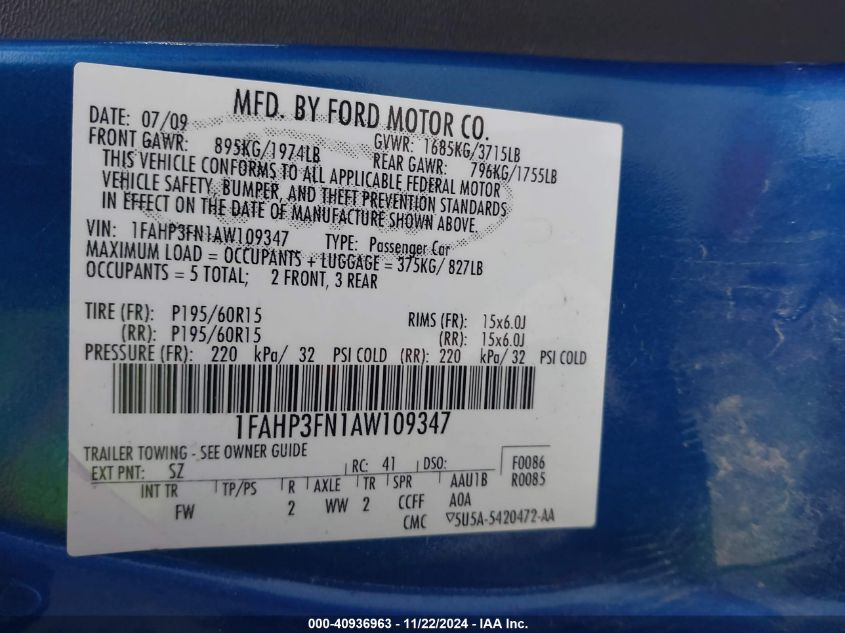 MFD. BY FORD MOTOR CO.
DATE: 07/09 GVWR: 1685KG/3715LB
FRONT GAWR: 895KG/1974LB REAR GAWR: 796KG/1755LB
THIS VEHICLE CONFORMS TO ALL APPLICABLE FEDERAL MOTOR
VEHICLE SAFETY, BUMPER, AND THEFT PREVENTION STANDARDS
IN EFFECT ON THE DATE OF MANUFACTURE SHOWN ABOVE.
VIN: 1FAHP3FN1AW109347 TYPE: Passenger Car
MAXIMUM LOAD = OCCUPANTS + LUGGAGE = 375KG/ 827LB
OCCUPANTS = 5 TOTAL; 2 FRONT, 3 REAR
TIRE (FR): P195/60R15 RIMS (FR): 15x6.0J
(RR): P195/60R15 (RR): 15x6.0J
PRESSURE (FR): 220 kPa/ 32 PSI COLD (RR): 220 kPa/ 32 PSI COLD
1FAHP3FN1AW109347
TRAILER TOWING - SEE OWNER GUIDE
EXT PNT: SZ RC: 41 DSO: F0086
INT TR TP/PS R AXLE TR SPR AAU1B R0085
FW 2 WW 2 CCFF A0A
CMC ▽5U5A-5420472-AA
000-40936963 - 11/22/2024 - IAA Inc.